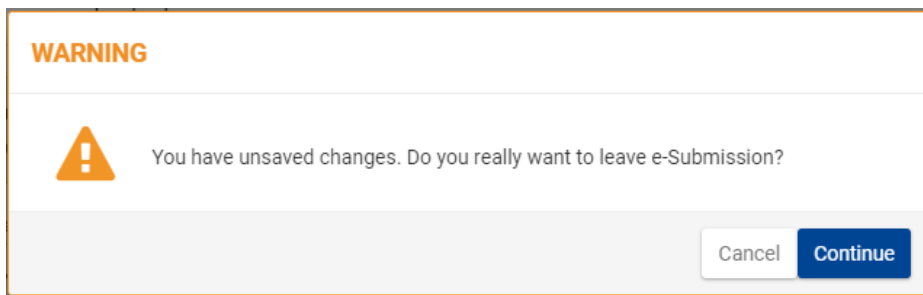 WARNING
You have unsaved changes. Do you really want to leave e-Submission?
Cancel Continue